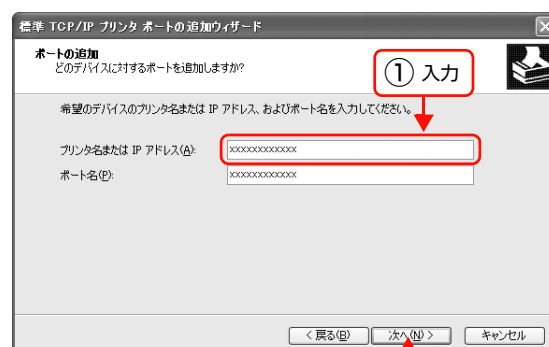 標準 TCP/IP プリンタ ポートの追加ウィザード
ポートの追加
どのデバイスに対するポートを追加しますか?
① 入力
希望のデバイスのプリンタ名または IP アドレス、およびポート名を入力してください。
プリンタ名または IP アドレス(A):
xxxxxxxxxxxx
ポート名(P):
xxxxxxxxxxxx
< 戻る(B) 次へ(N) > キャンセル